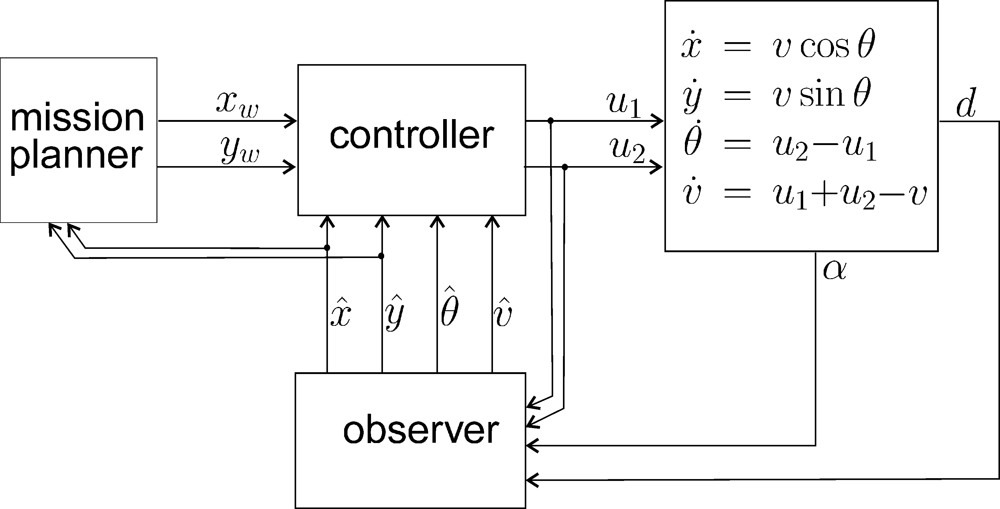 mission
planner
x_w
y_w
controller
u_1
u_2
ẋ = v cos θ
ẏ = v sin θ
θ̇ = u_2−u_1
v̇ = u_1+u_2−v
d
α
x̂
ŷ
θ̂
v̂
observer